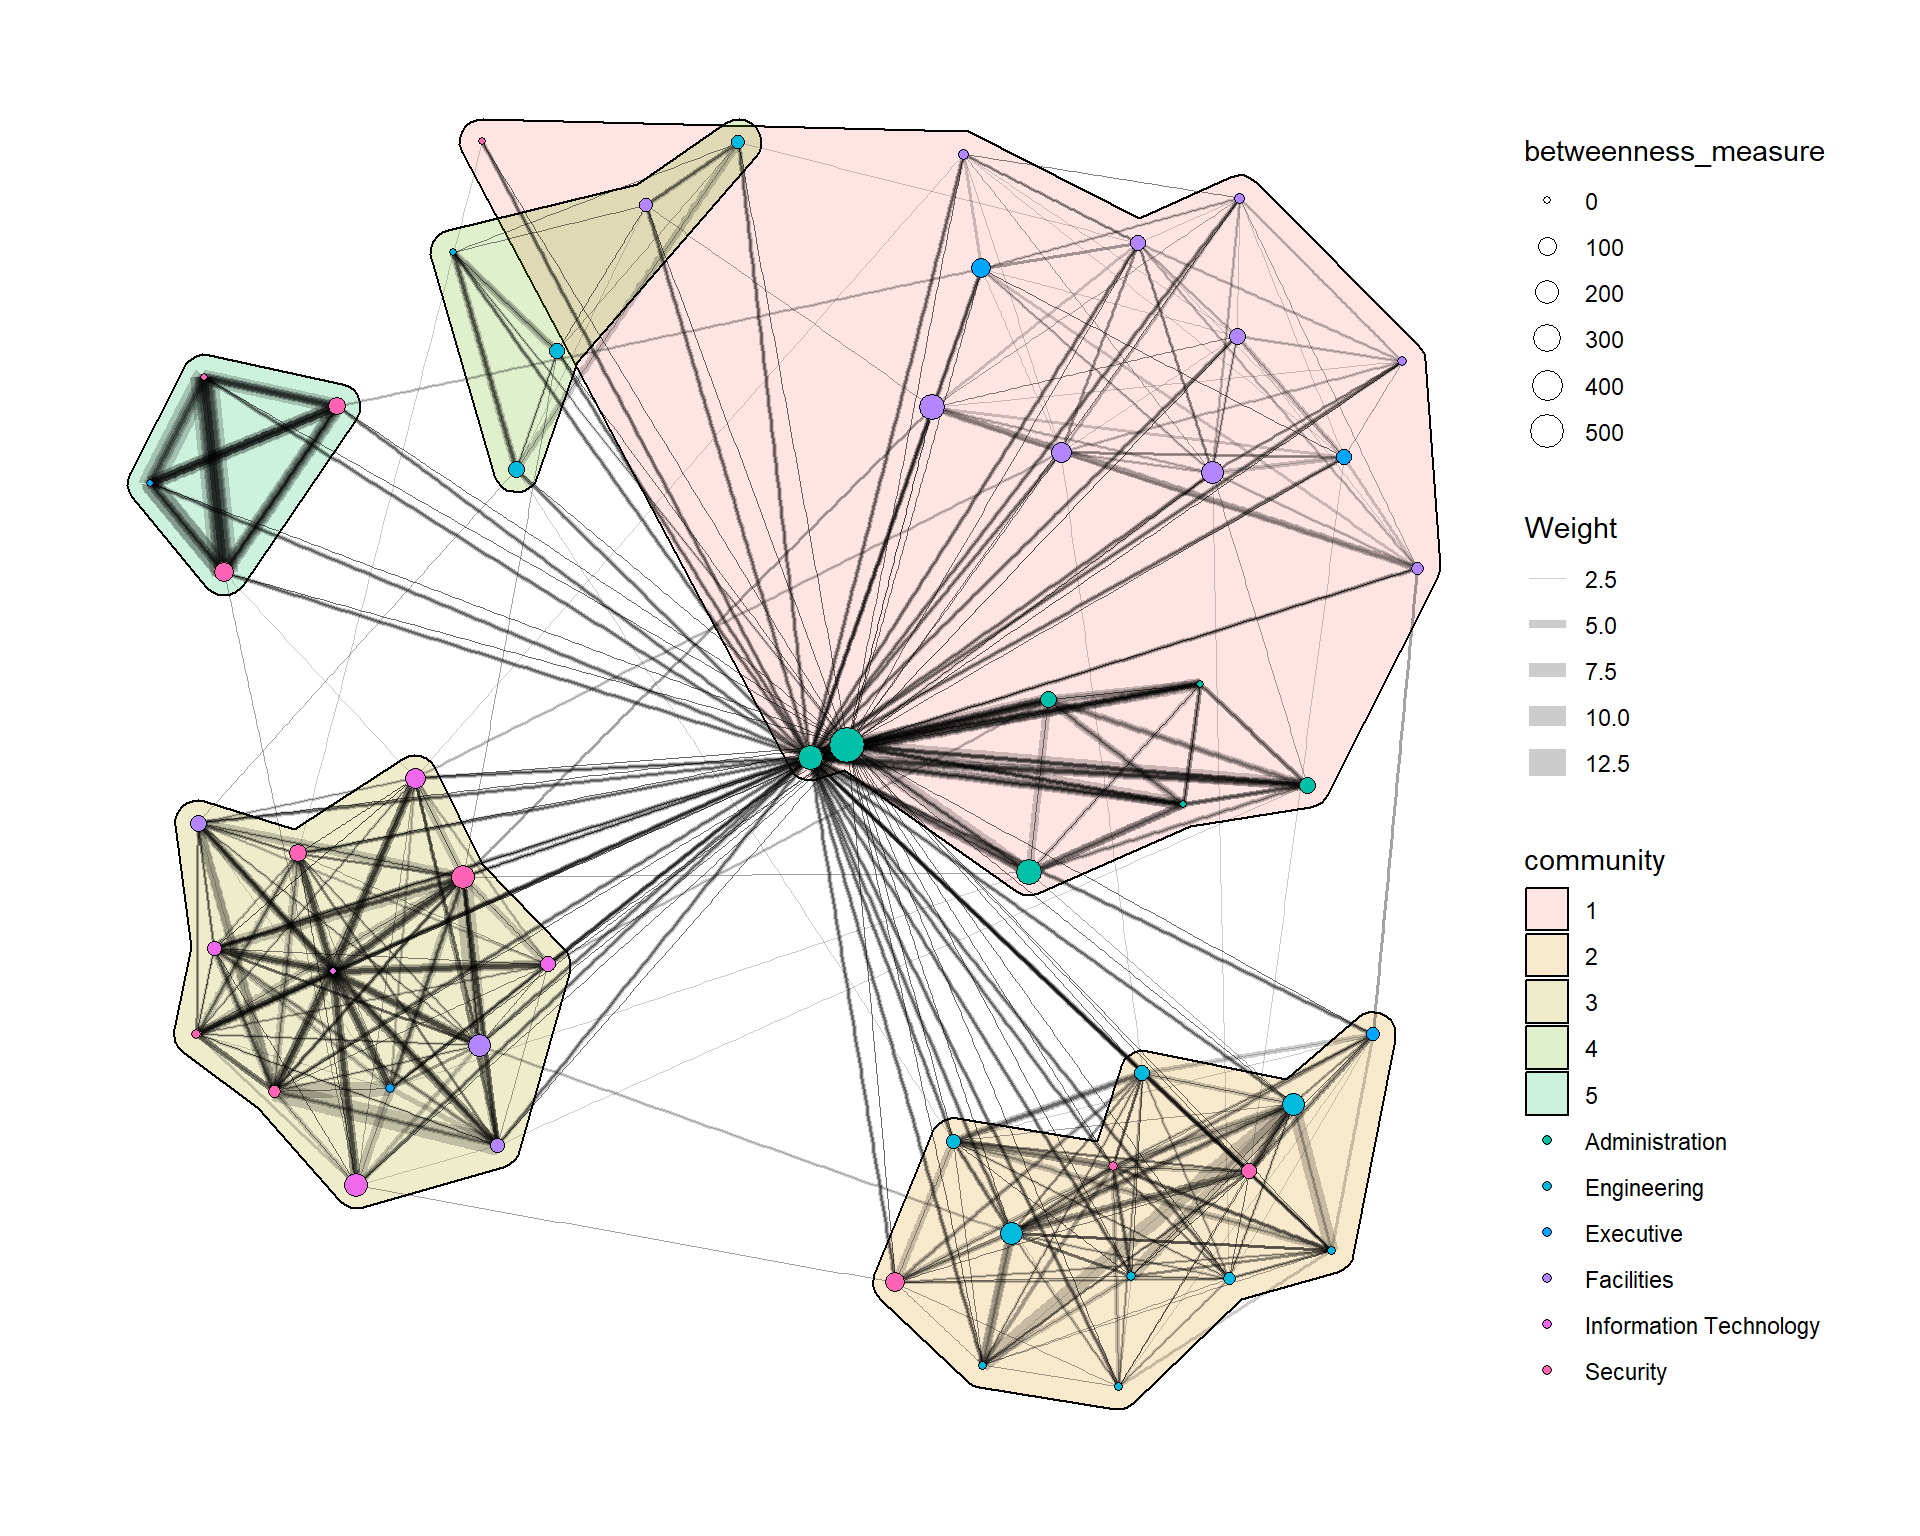 betweenness_measure
0
100
200
300
400
500
Weight
2.5
5.0
7.5
10.0
12.5
community
1
2
3
4
5
Administration
Engineering
Executive
Facilities
Information Technology
Security